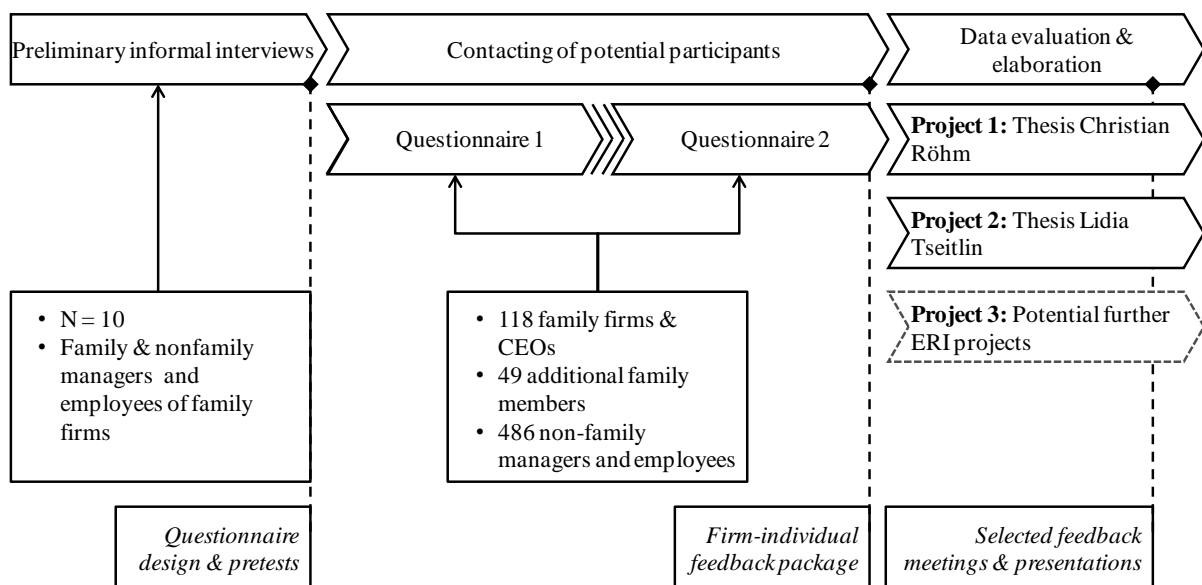 Preliminary informal interviews
Contacting of potential participants
Data evaluation &
elaboration
Questionnaire 1
Questionnaire 2
Project 1: Thesis Christian
Röhm
Project 2: Thesis Lidia
Tseitlin
Project 3: Potential further
ERI projects
• N = 10
• Family & nonfamily
managers and
employees of family
firms
• 118 family firms &
CEOs
• 49 additional family
members
• 486 non-family
managers and employees
Questionnaire
design & pretests
Firm-individual
feedback package
Selected feedback
meetings & presentations